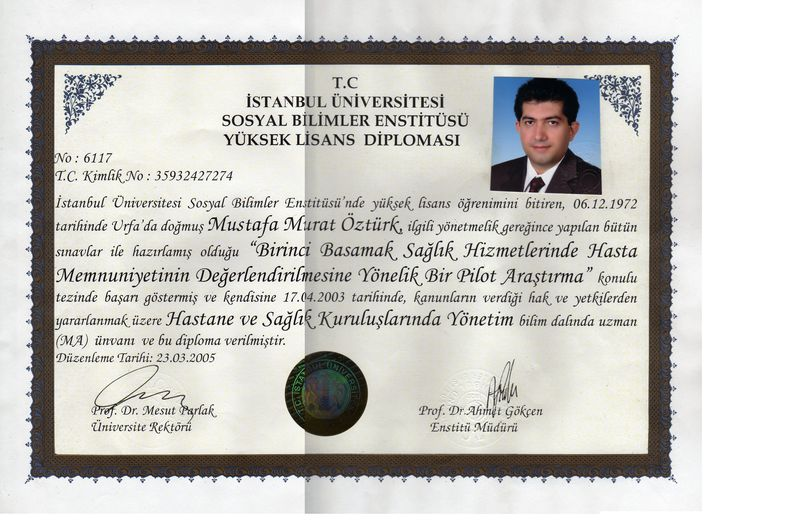 T.C
İSTANBUL ÜNİVERSİTESİ
SOSYAL BİLİMLER ENSTİTÜSÜ
YÜKSEK LİSANS DİPLOMASI
No : 6117
T.C. Kimlik No : 35932427274
İstanbul Üniversitesi Sosyal Bilimler Enstitüsü'nde yüksek lisans öğrenimini bitiren, 06.12.1972
tarihinde Urfa'da doğmuş Mustafa Murat Öztürk, ilgili yönetmelik gereğince yapılan bütün
sınavlar ile hazırlamış olduğu "Birinci Basamak Sağlık Hizmetlerinde Hasta
Memnuniyetinin Değerlendirilmesine Yönelik Bir Pilot Araştırma" konulu
tezinde başarı göstermiş ve kendisine 17.04.2003 tarihinde, kanunların verdiği hak ve yetkilerden
yararlanmak üzere Hastane ve Sağlık Kuruluşlarında Yönetim bilim dalında uzman
(MA) ünvanı ve bu diploma verilmiştir.
Düzenleme Tarihi: 23.03.2005
T.C. İSTANBUL ÜNİVERSİTESİ
Prof. Dr. Mesut Parlak
Üniversite Rektörü
Prof. Dr Ahmet Gökçen
Enstitü Müdürü